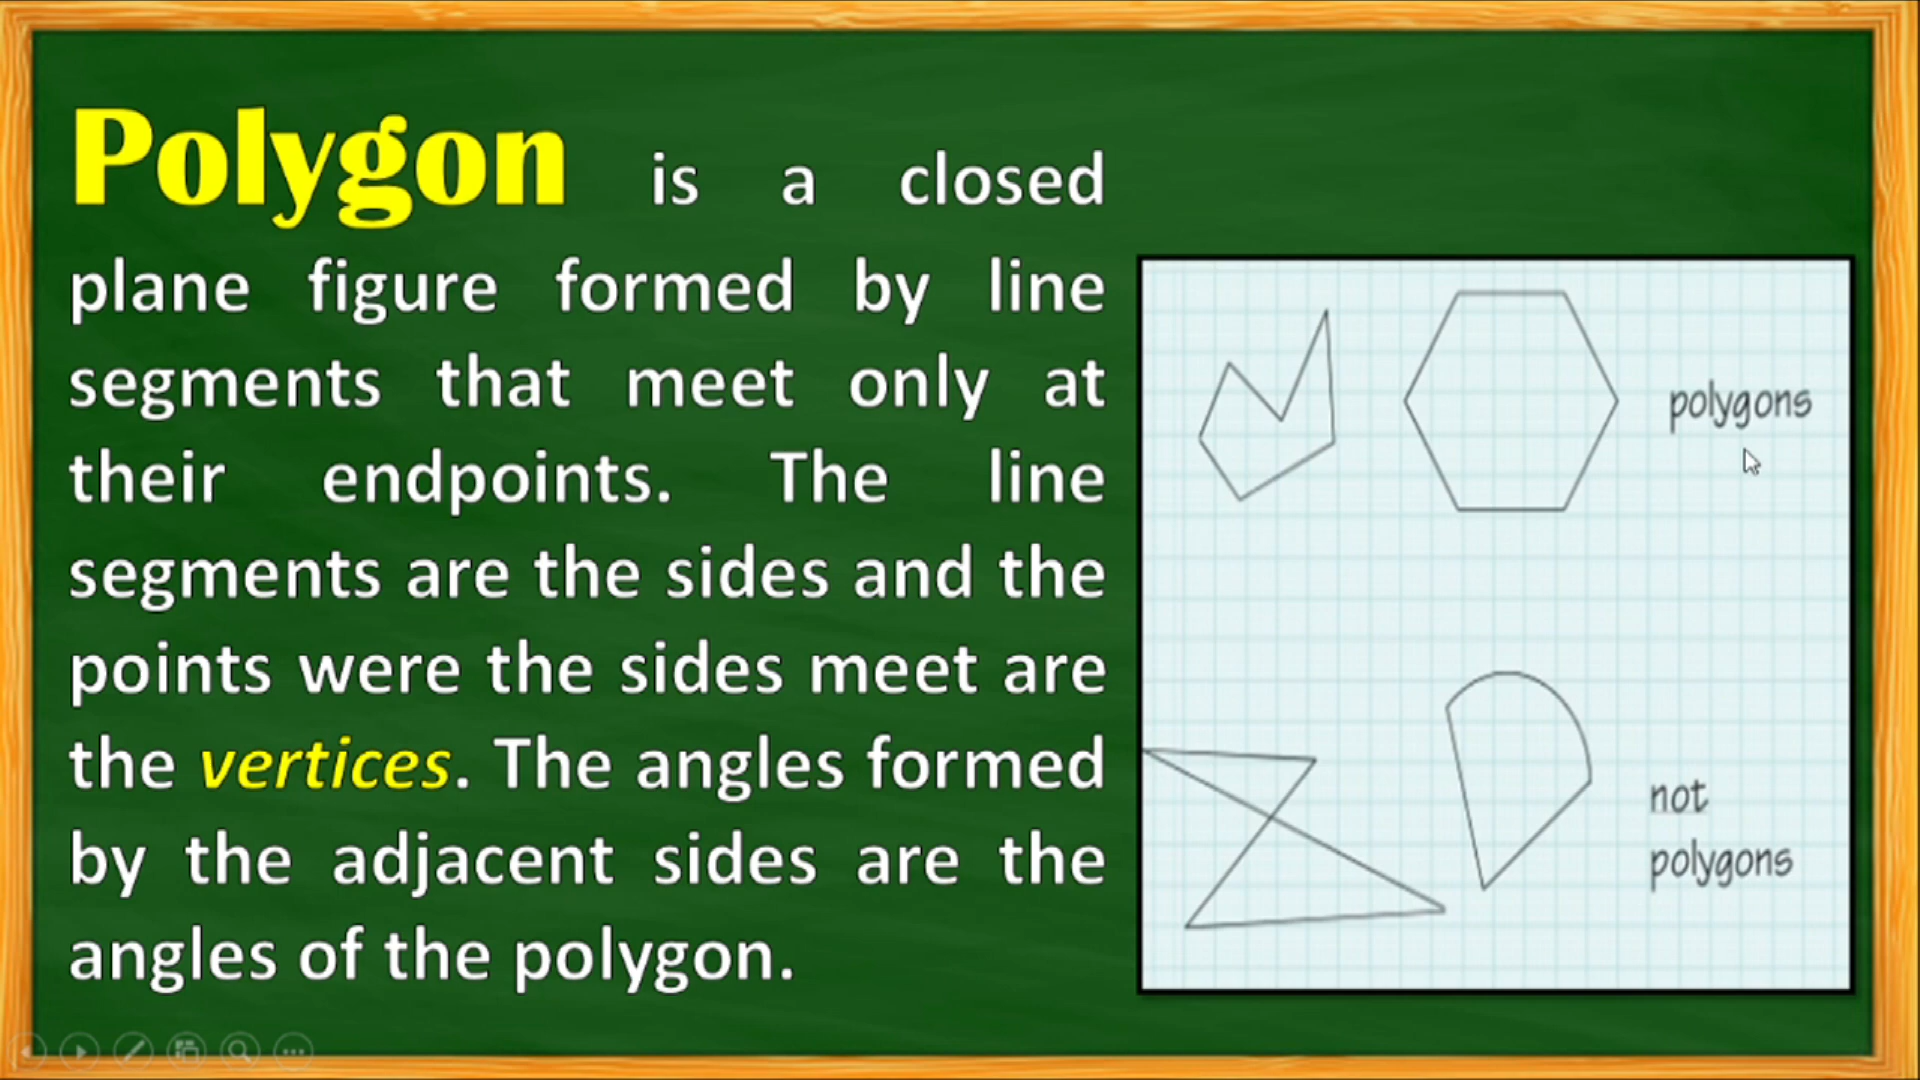 Polygon is a closed
plane figure formed by line
segments that meet only at
their endpoints. The line
segments are the sides and the
points were the sides meet are
the vertices. The angles formed
by the adjacent sides are the
angles of the polygon.
polygons
not
polygons